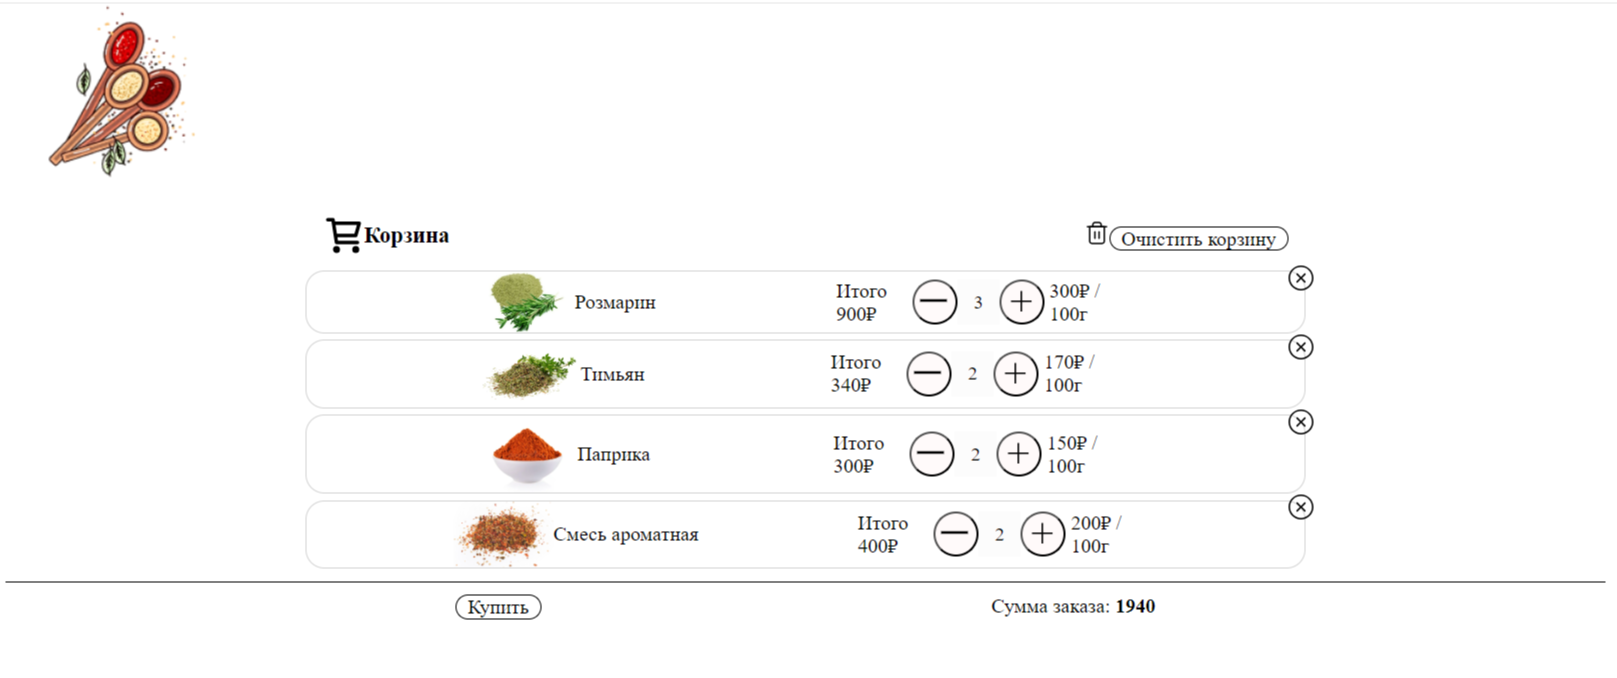 Корзина
Очистить корзину
Розмарин
Итого
900₽
3
300₽ /
100г
Тимьян
Итого
340₽
2
170₽ /
100г
Паприка
Итого
300₽
2
150₽ /
100г
Смесь ароматная
Итого
400₽
2
200₽ /
100г
Купить
Сумма заказа: 1940